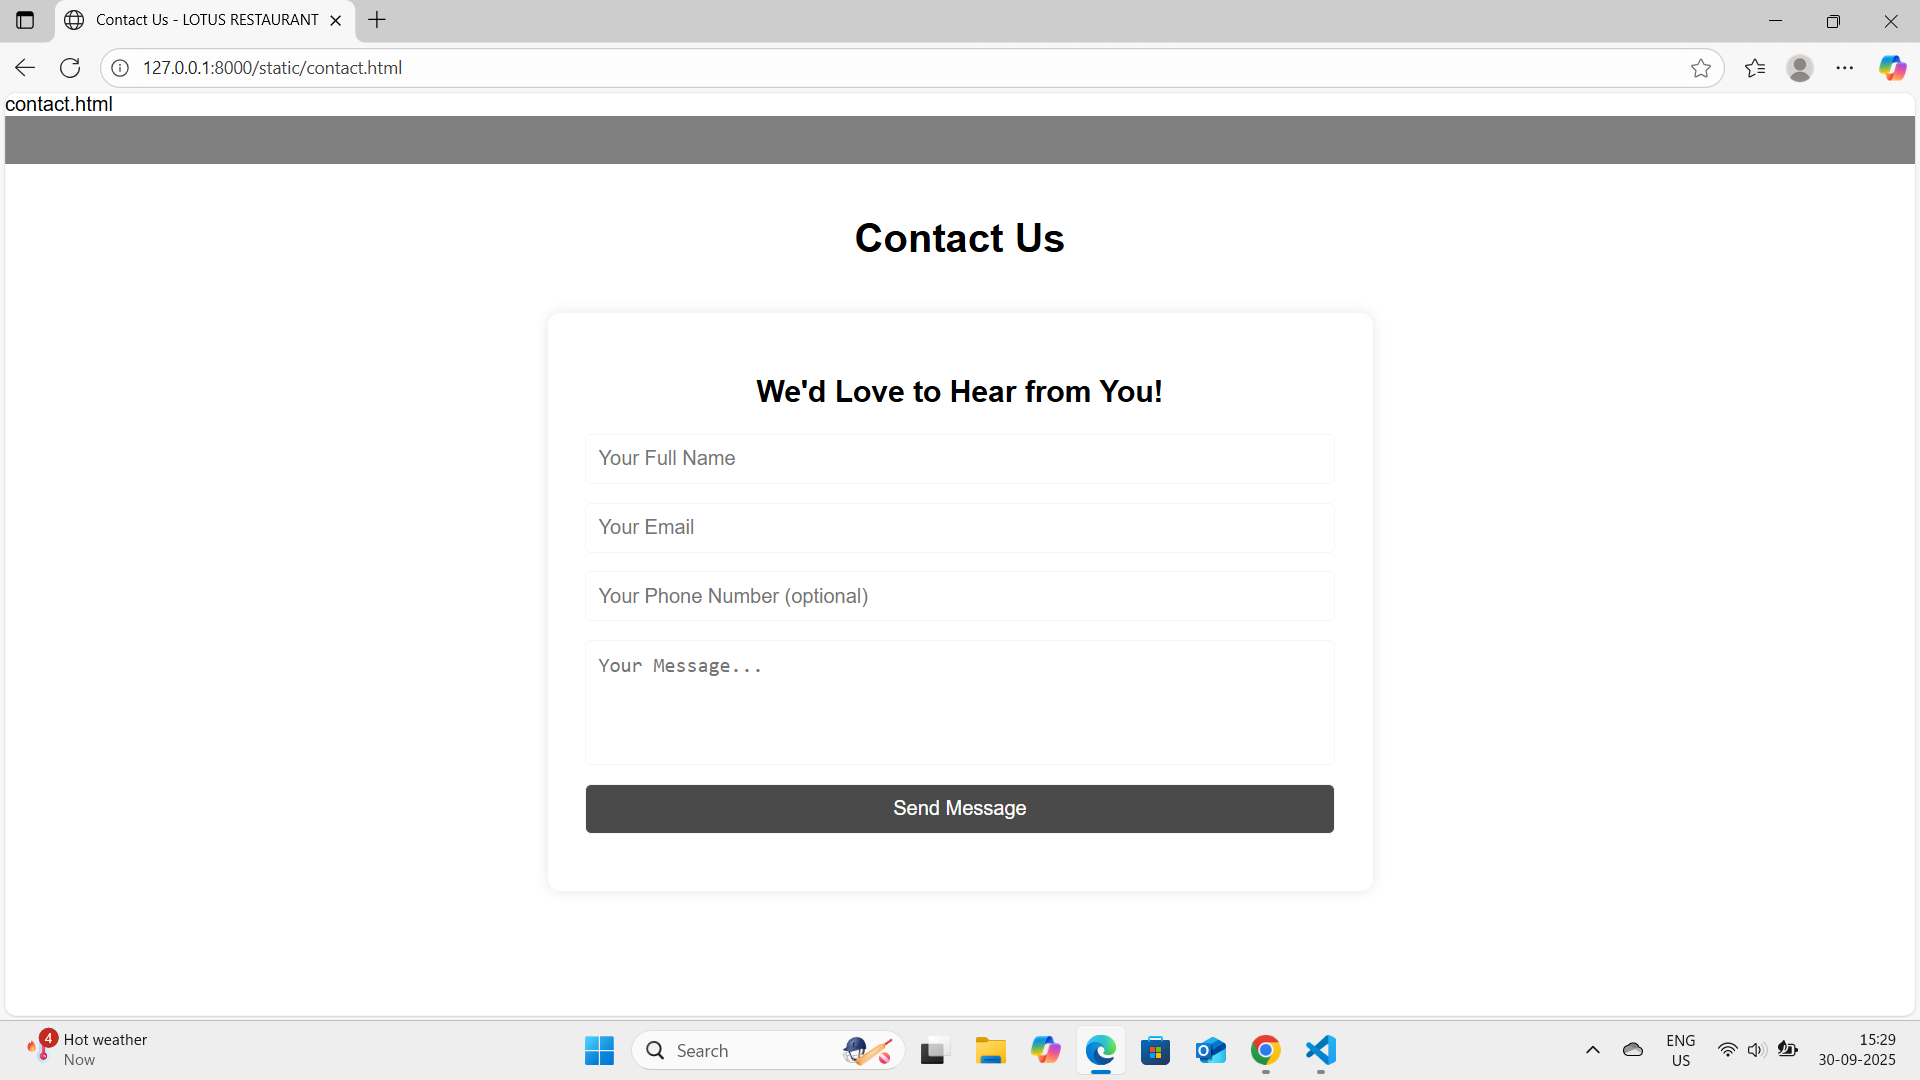 Contact Us - LOTUS RESTAURANT
127.0.0.1:8000/static/contact.html
contact.html
Contact Us
We'd Love to Hear from You!
Your Full Name
Your Email
Your Phone Number (optional)
Your Message...
Send Message
4
Hot weather
Now
Search
ENG
US
15:29
30-09-2025